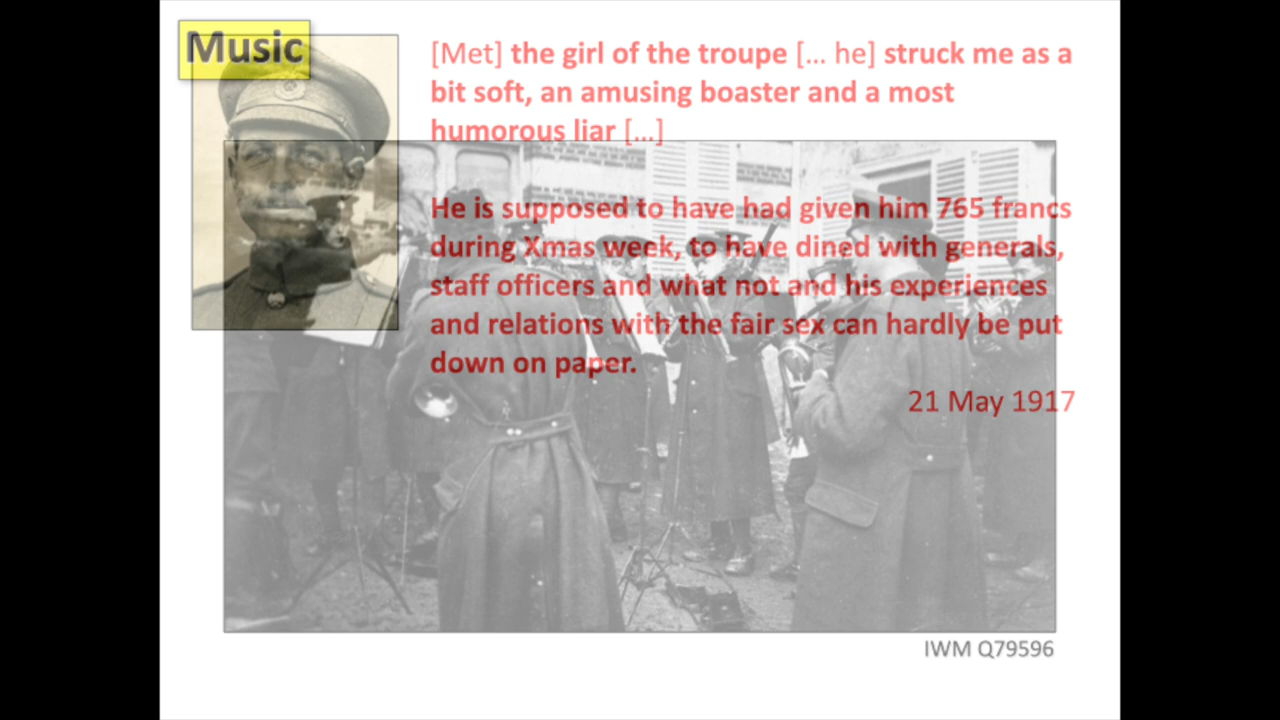 Music
[Met] the girl of the troupe [... he] struck me as a
bit soft, an amusing boaster and a most
humorous liar [...]
He is supposed to have had given him 765 francs
during Xmas week, to have dined with generals,
staff officers and what not and his experiences
and relations with the fair sex can hardly be put
down on paper.
21 May 1917
IWM Q79596